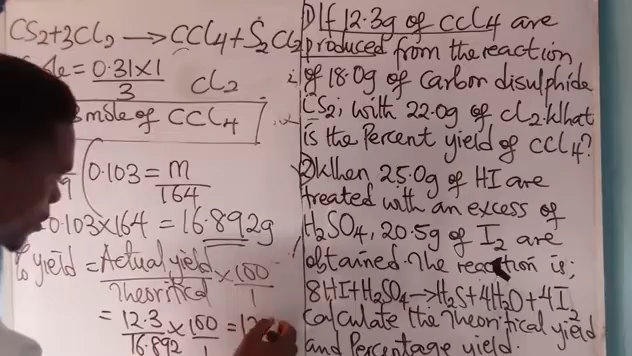 CS2+3Cl2 → CCl4+S2Cl2
= 0.31X1
3
Cl2
mole of CCl4
0.103 = m
164
0.103X164 = 16.892g
% yield = Actual yield X 100
Theoritical 1
= 12.3 X 100 = 12
16.892 1
1) If 12.3g of CCl4 are
produced from the reaction
of 18.0g of Carbon disulphide
CS2; with 22.0g of Cl2. What
is the Percent yield of CCl4?
2) When 25.0g of HI are
treated with an excess of
H2SO4, 20.5g of I2 are
obtained. The reaction is;
8HI+H2SO4→H2S+4H2O+4I2
Calculate the Theoritical yield
and Percentage yield.